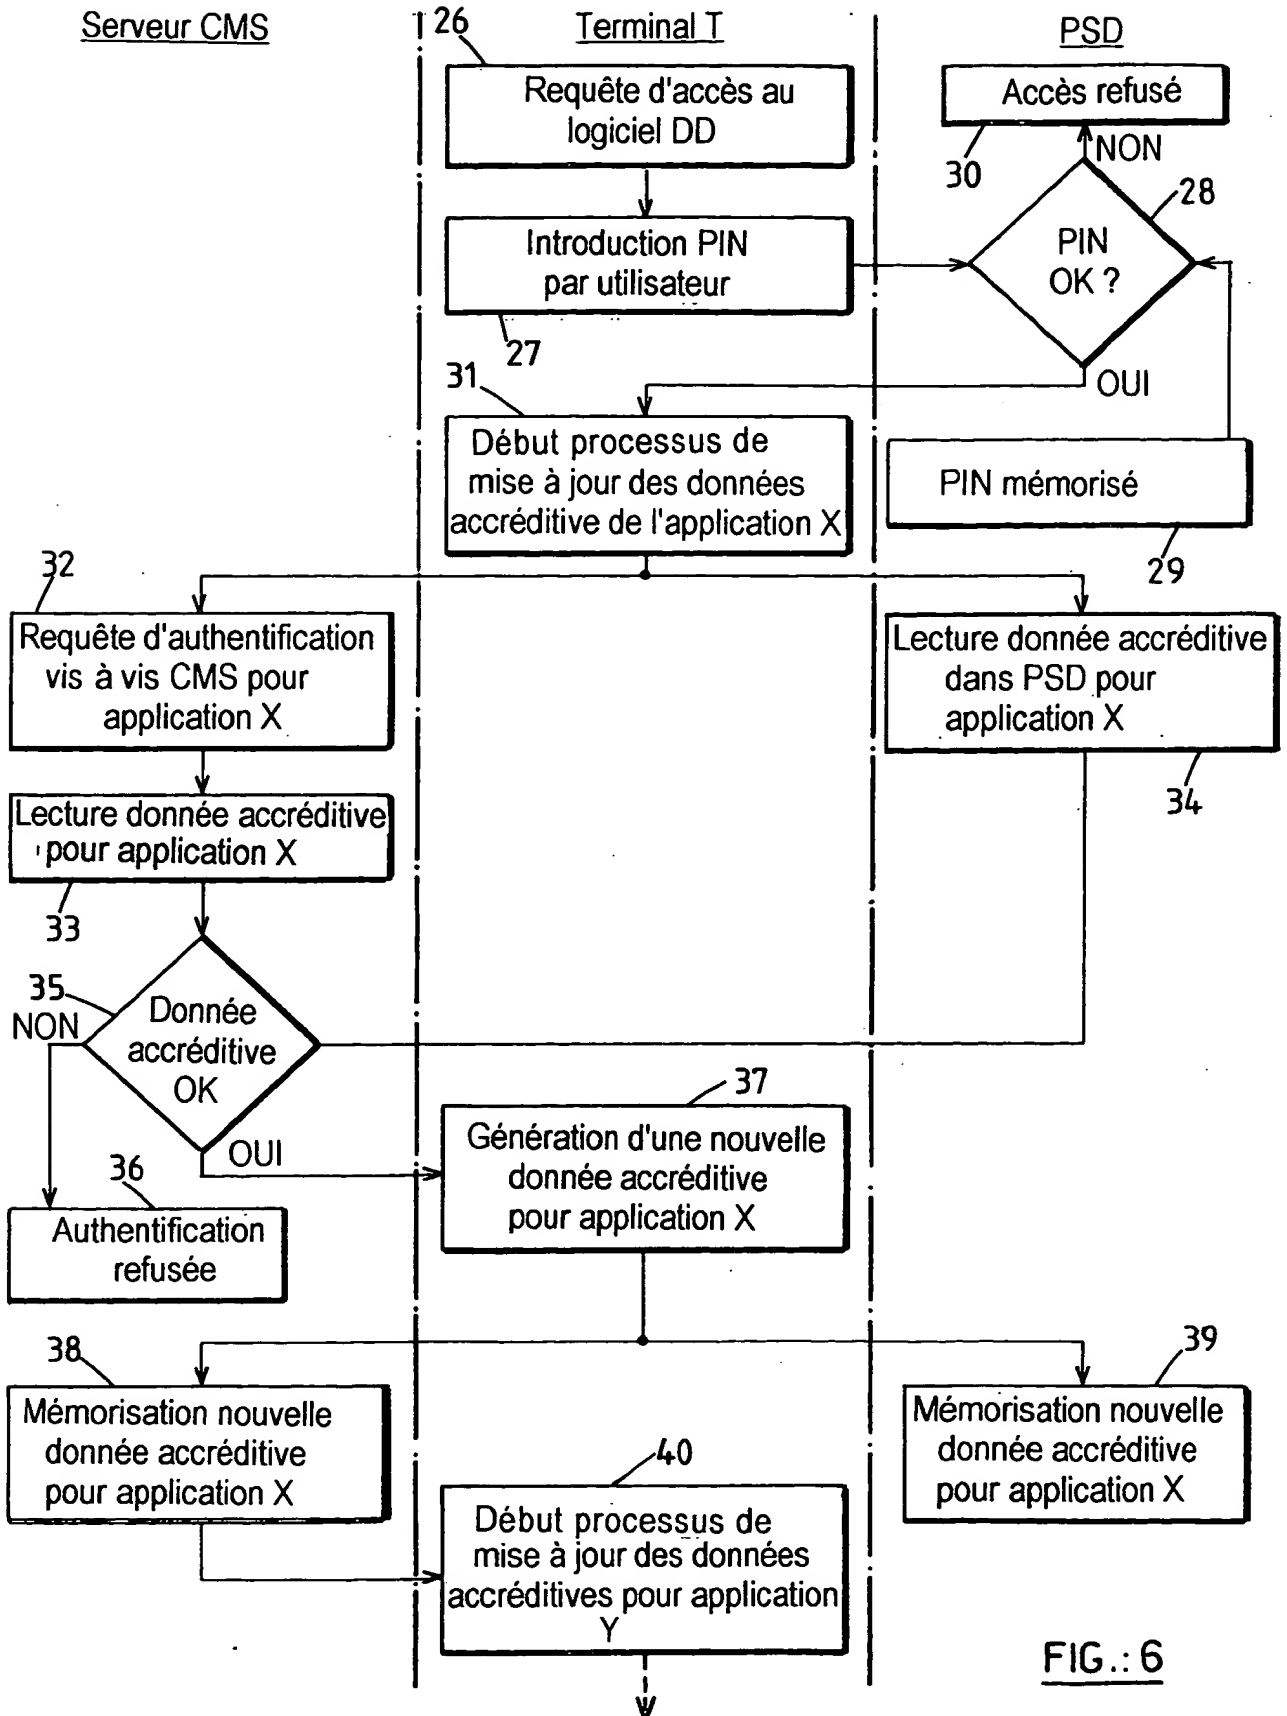 Serveur CMS
Terminal T
PSD
26
Requête d'accès au
logiciel DD
Accès refusé
30
NON
28
Introduction PIN
par utilisateur
27
PIN
OK ?
OUI
31
Début processus de
mise à jour des données
accréditive de l'application X
PIN mémorisé
29
32
Requête d'authentification
vis à vis CMS pour
application X
Lecture donnée accréditive
dans PSD pour
application X
34
Lecture donnée accréditive
pour application X
33
35
NON
Donnée
accréditive
OK
OUI
36
Authentification
refusée
37
Génération d'une nouvelle
donnée accréditive
pour application X
38
Mémorisation nouvelle
donnée accréditive
pour application X
39
Mémorisation nouvelle
donnée accréditive
pour application X
40
Début processus de
mise à jour des données
accréditives pour application
Y
FIG.: 6